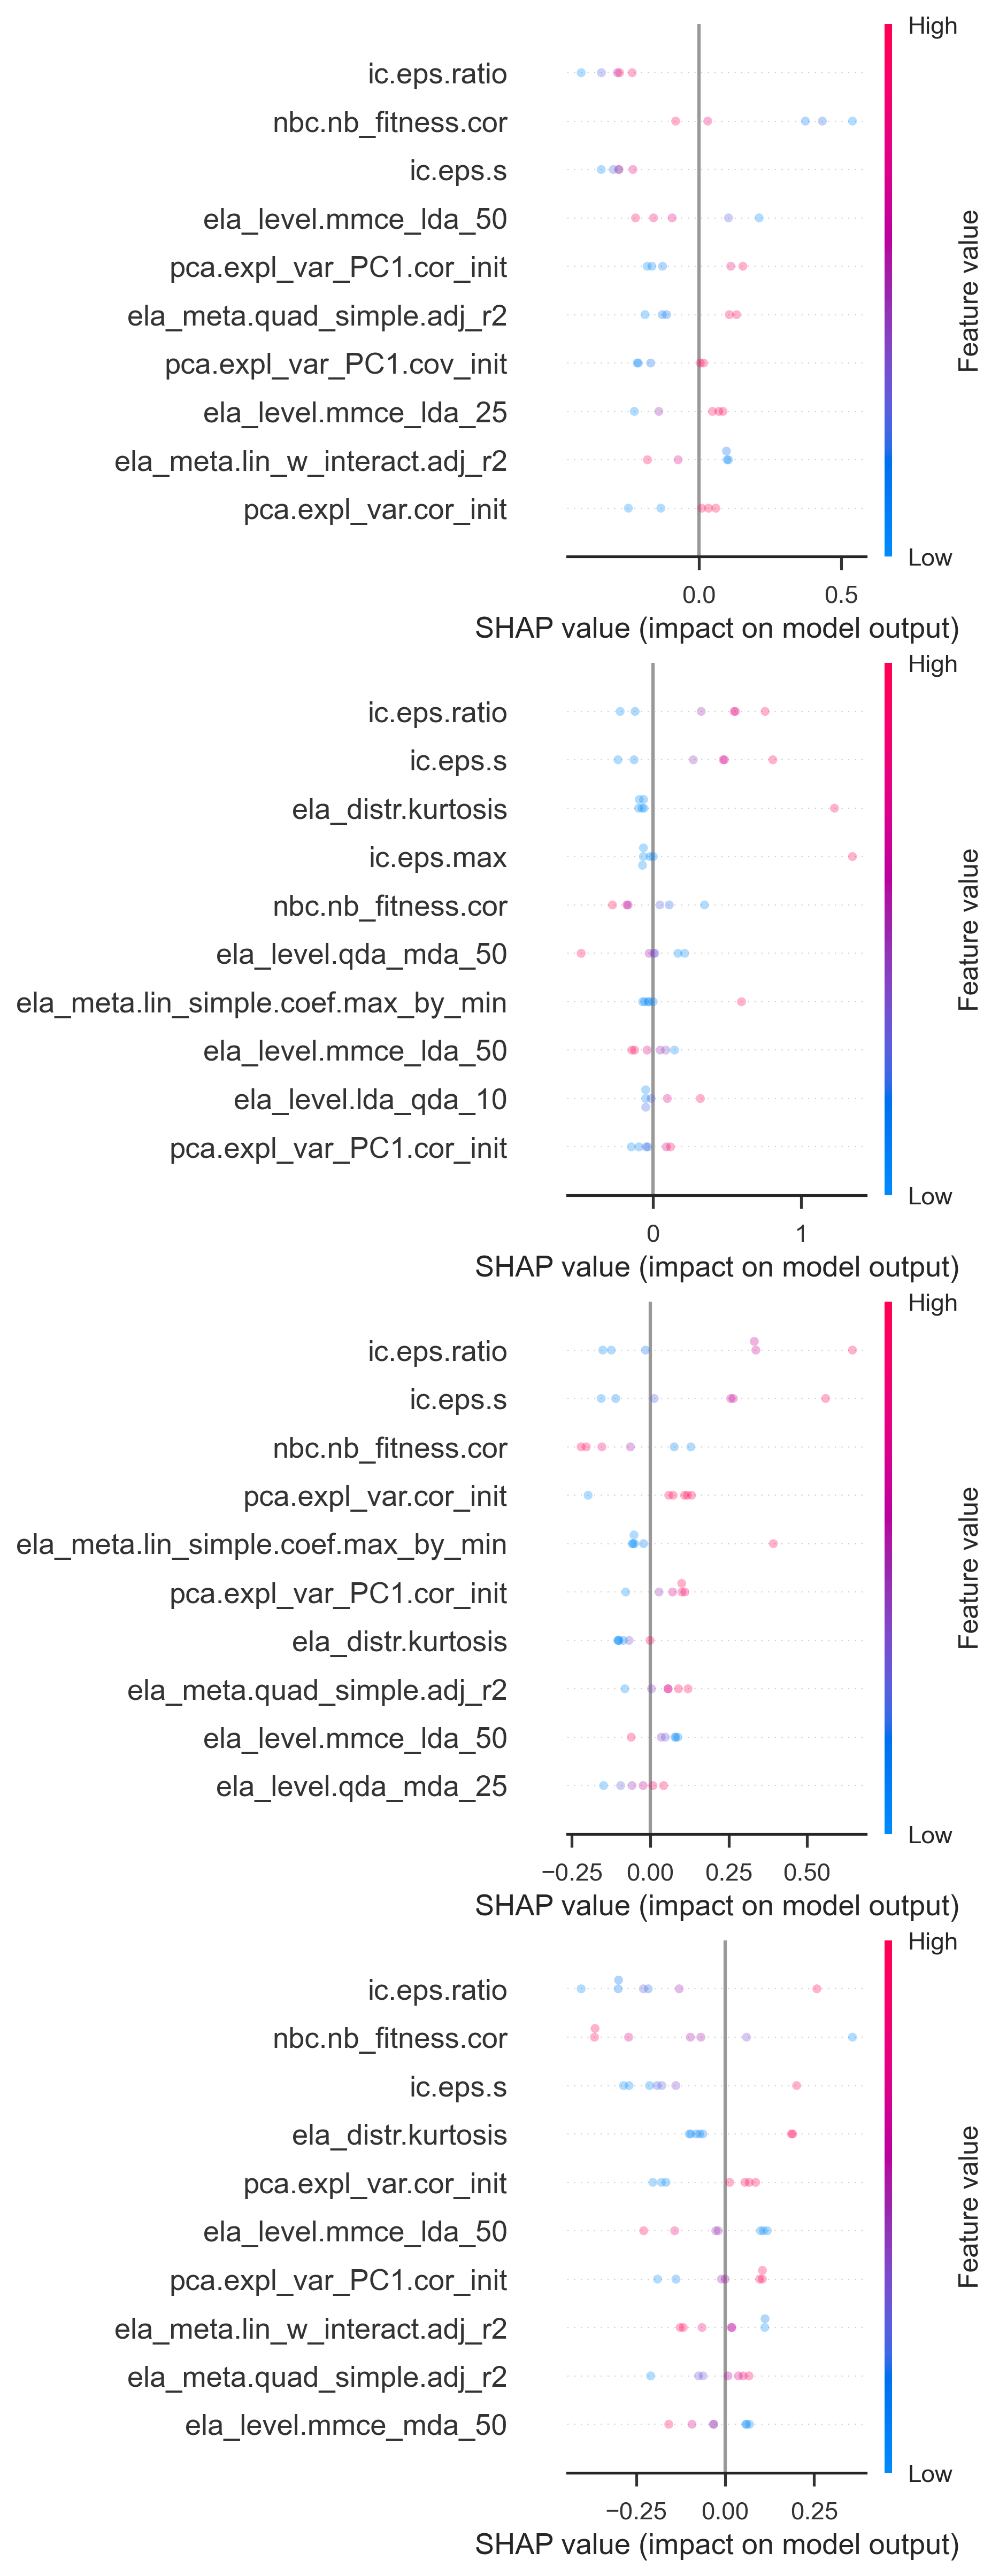 High
ic.eps.ratio
nbc.nb_fitness.cor
ic.eps.s
ela_level.mmce_lda_50
pca.expl_var_PC1.cor_init
ela_meta.quad_simple.adj_r2
pca.expl_var_PC1.cov_init
ela_level.mmce_lda_25
ela_meta.lin_w_interact.adj_r2
pca.expl_var.cor_init
Feature value
Low
0.0 0.5
SHAP value (impact on model output)
High
ic.eps.ratio
ic.eps.s
ela_distr.kurtosis
ic.eps.max
nbc.nb_fitness.cor
ela_level.qda_mda_50
ela_meta.lin_simple.coef.max_by_min
ela_level.mmce_lda_50
ela_level.lda_qda_10
pca.expl_var_PC1.cor_init
Feature value
Low
0 1
SHAP value (impact on model output)
High
ic.eps.ratio
ic.eps.s
nbc.nb_fitness.cor
pca.expl_var.cor_init
ela_meta.lin_simple.coef.max_by_min
pca.expl_var_PC1.cor_init
ela_distr.kurtosis
ela_meta.quad_simple.adj_r2
ela_level.mmce_lda_50
ela_level.qda_mda_25
Feature value
Low
−0.25 0.00 0.25 0.50
SHAP value (impact on model output)
High
ic.eps.ratio
nbc.nb_fitness.cor
ic.eps.s
ela_distr.kurtosis
pca.expl_var.cor_init
ela_level.mmce_lda_50
pca.expl_var_PC1.cor_init
ela_meta.lin_w_interact.adj_r2
ela_meta.quad_simple.adj_r2
ela_level.mmce_mda_50
Feature value
Low
−0.25 0.00 0.25
SHAP value (impact on model output)